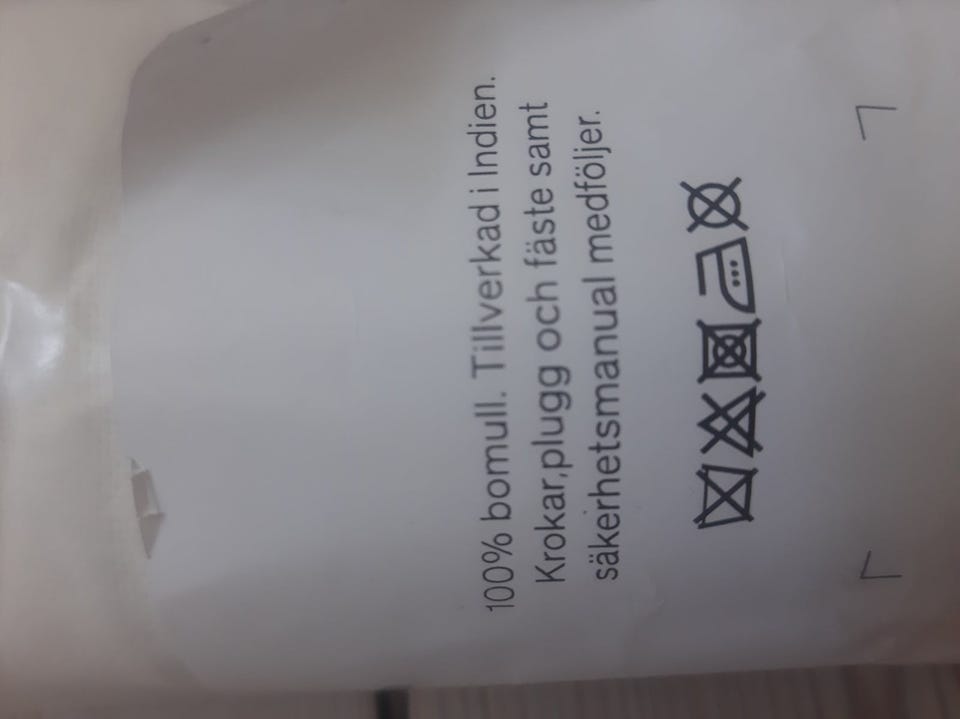 100% bomull. Tillverkad i Indien.
Krokar,plugg och fäste samt
säkerhetsmanual medföljer.